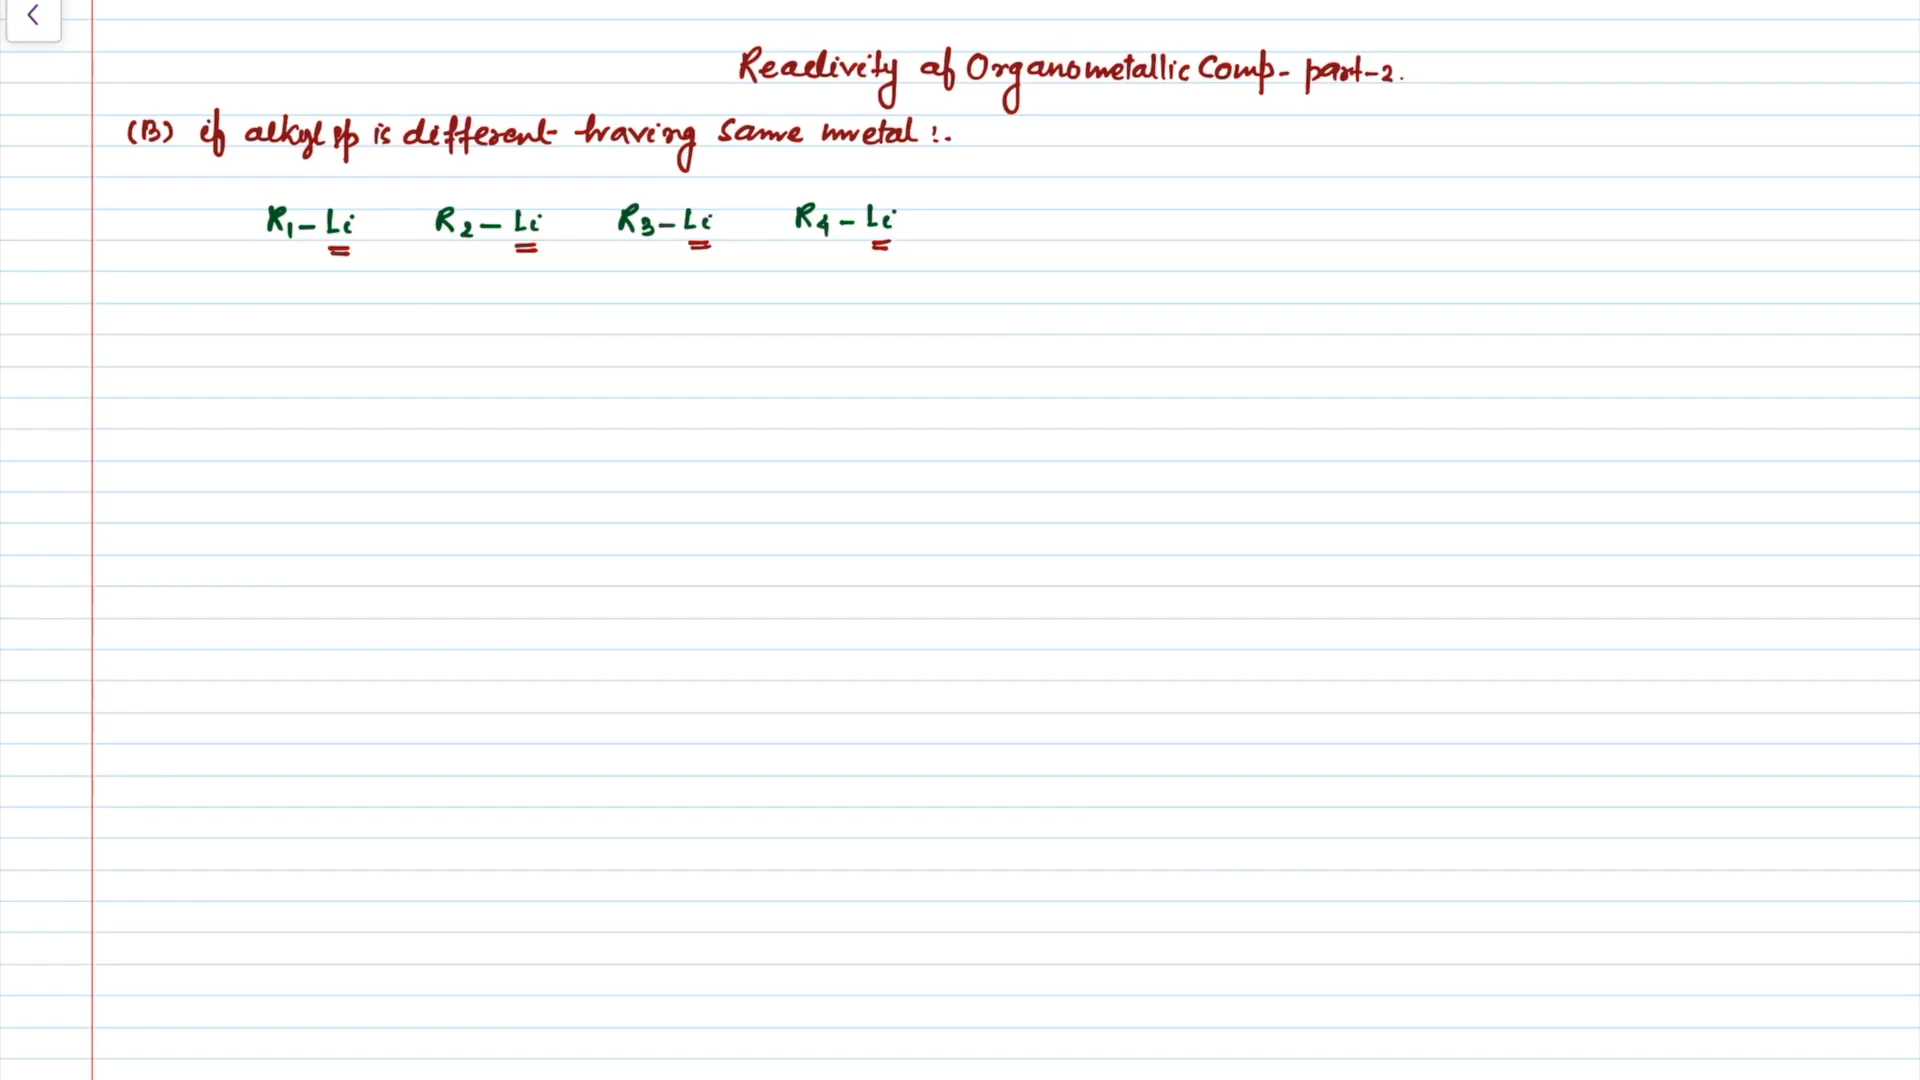 Reactivity of Organometallic Comp- part-2.
(B) if alkyl gp is different having same metal :-
R1-Li R2-Li R3-Li R4-Li